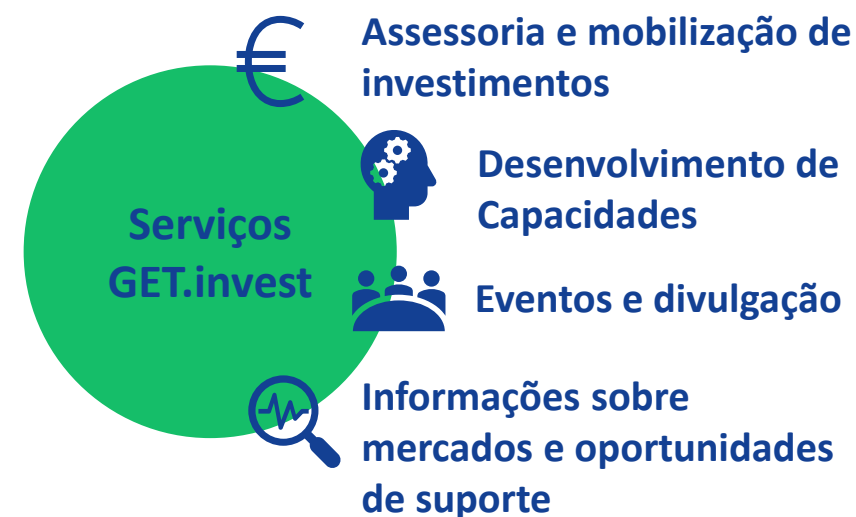 Assessoria e mobilização de
investimentos
Desenvolvimento de
Capacidades
Serviços
GET.invest
Eventos e divulgação
Informações sobre
mercados e oportunidades
de suporte